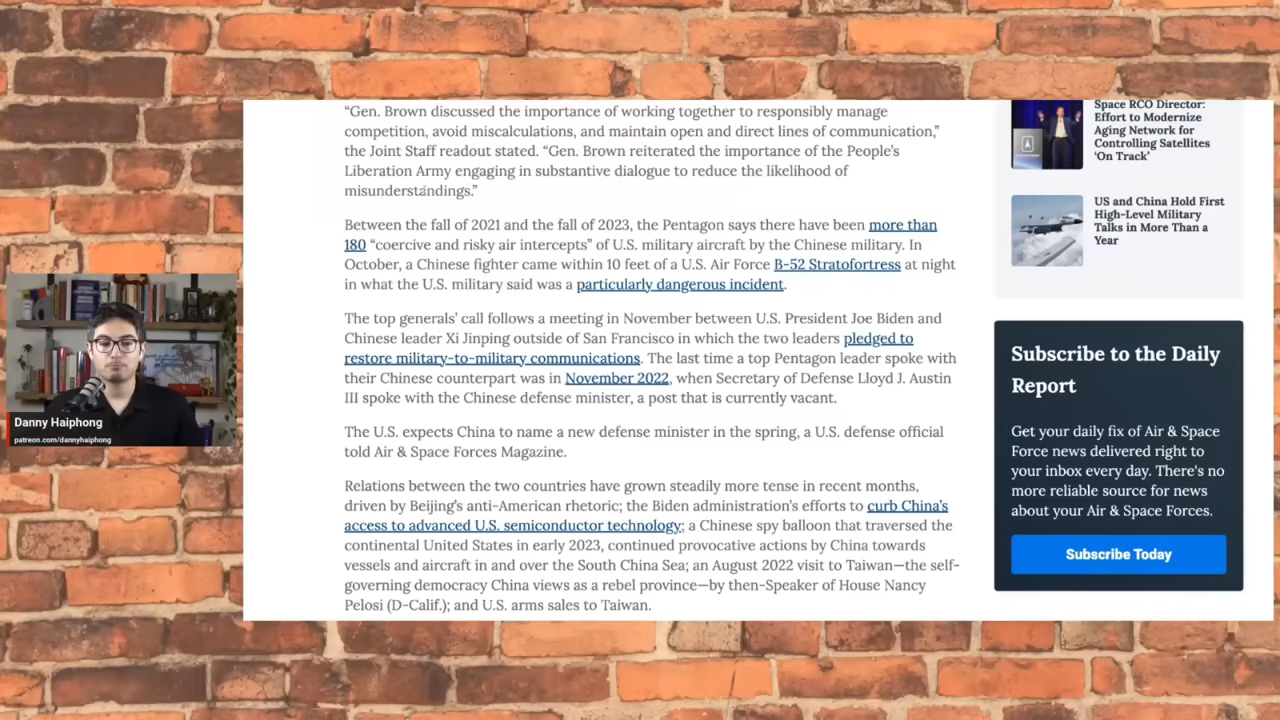 “Gen. Brown discussed the importance of working together to responsibly manage
competition, avoid miscalculations, and maintain open and direct lines of communication,”
the Joint Staff readout stated. “Gen. Brown reiterated the importance of the People’s
Liberation Army engaging in substantive dialogue to reduce the likelihood of
misunderstandings.”
Between the fall of 2021 and the fall of 2023, the Pentagon says there have been more than
180 “coercive and risky air intercepts” of U.S. military aircraft by the Chinese military. In
October, a Chinese fighter came within 10 feet of a U.S. Air Force B-52 Stratofortress at night
in what the U.S. military said was a particularly dangerous incident.
The top generals’ call follows a meeting in November between U.S. President Joe Biden and
Chinese leader Xi Jinping outside of San Francisco in which the two leaders pledged to
restore military-to-military communications. The last time a top Pentagon leader spoke with
their Chinese counterpart was in November 2022, when Secretary of Defense Lloyd J. Austin
III spoke with the Chinese defense minister, a post that is currently vacant.
The U.S. expects China to name a new defense minister in the spring, a U.S. defense official
told Air & Space Forces Magazine.
Relations between the two countries have grown steadily more tense in recent months,
driven by Beijing’s anti-American rhetoric; the Biden administration’s efforts to curb China’s
access to advanced U.S. semiconductor technology; a Chinese spy balloon that traversed the
continental United States in early 2023, continued provocative actions by China towards
vessels and aircraft in and over the South China Sea; an August 2022 visit to Taiwan—the self-
governing democracy China views as a rebel province—by then-Speaker of House Nancy
Pelosi (D-Calif.); and U.S. arms sales to Taiwan.
Space RCO Director:
Effort to Modernize
Aging Network for
Controlling Satellites
‘On Track’
US and China Hold First
High-Level Military
Talks in More Than a
Year
Subscribe to the Daily
Report
Get your daily fix of Air & Space
Force news delivered right to
your inbox every day. There's no
more reliable source for news
about your Air & Space Forces.
Subscribe Today
Danny Haiphong
patreon.com/dannyhaiphong